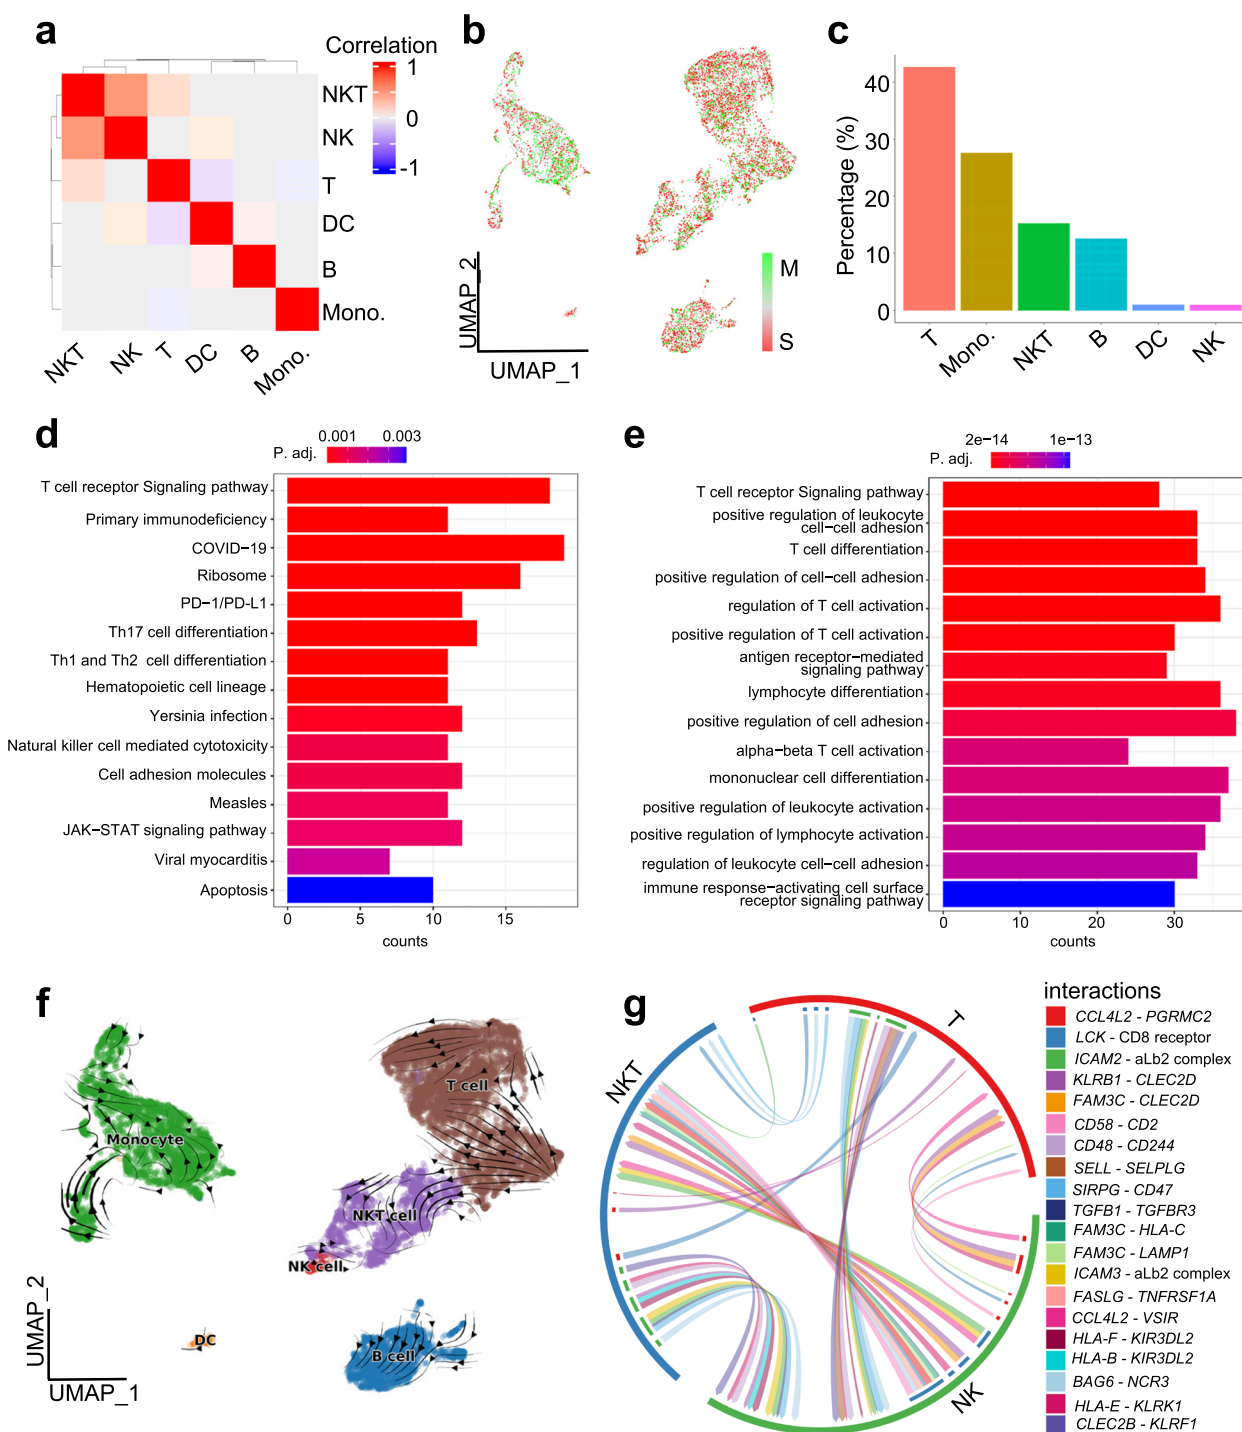 a
Correlation
1
0
-1
NKT
NK
T
DC
B
Mono.
NKT
NK
T
DC
B
Mono.
b
UMAP_2
UMAP_1
M
S
c
Percentage (%)
40
30
20
10
0
T
Mono.
NKT
B
DC
NK
d
0.001
0.003
P. adj.
T cell receptor Signaling pathway
Primary immunodeficiency
COVID−19
Ribosome
PD−1/PD-L1
Th17 cell differentiation
Th1 and Th2 cell differentiation
Hematopoietic cell lineage
Yersinia infection
Natural killer cell mediated cytotoxicity
Cell adhesion molecules
Measles
JAK−STAT signaling pathway
Viral myocarditis
Apoptosis
0
5
10
15
counts
e
2e−14
1e−13
P. adj.
T cell receptor Signaling pathway
positive regulation of leukocyte
cell−cell adhesion
T cell differentiation
positive regulation of cell−cell adhesion
regulation of T cell activation
positive regulation of T cell activation
antigen receptor−mediated
signaling pathway
lymphocyte differentiation
positive regulation of cell adhesion
alpha−beta T cell activation
mononuclear cell differentiation
positive regulation of leukocyte activation
positive regulation of lymphocyte activation
regulation of leukocyte cell−cell adhesion
immune response−activating cell surface
receptor signaling pathway
0
10
20
30
counts
f
Monocyte
T cell
NKT cell
NK cell
DC
B cell
UMAP_2
UMAP_1
g
NKT
T
NK
interactions
CCL4L2 - PGRMC2
LCK - CD8 receptor
ICAM2 - aLb2 complex
KLRB1 - CLEC2D
FAM3C - CLEC2D
CD58 - CD2
CD48 - CD244
SELL - SELPLG
SIRPG - CD47
TGFB1 - TGFBR3
FAM3C - HLA-C
FAM3C - LAMP1
ICAM3 - aLb2 complex
FASLG - TNFRSF1A
CCL4L2 - VSIR
HLA-F - KIR3DL2
HLA-B - KIR3DL2
BAG6 - NCR3
HLA-E - KLRK1
CLEC2B - KLRF1